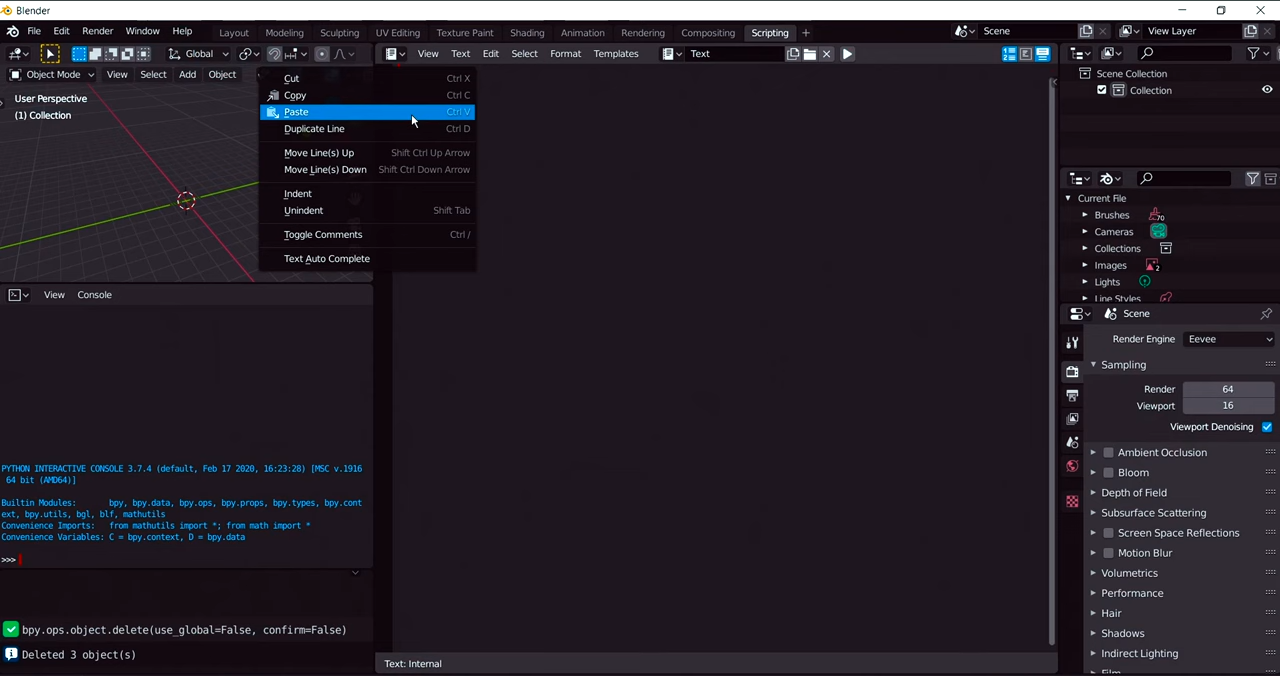 Blender
File Edit Render Window Help Layout Modeling Sculpting UV Editing Texture Paint Shading Animation Rendering Compositing Scripting + Scene View Layer
Global View Text Edit Select Format Templates Text
Object Mode View Select Add Object
User Perspective
(1) Collection
Cut Ctrl X
Copy Ctrl C
Paste Ctrl V
Duplicate Line Ctrl D
Move Line(s) Up Shift Ctrl Up Arrow
Move Line(s) Down Shift Ctrl Down Arrow
Indent
Unindent Shift Tab
Toggle Comments Ctrl /
Text Auto Complete
View Console
PYTHON INTERACTIVE CONSOLE 3.7.4 (default, Feb 17 2020, 16:23:28) [MSC v.1916
64 bit (AMD64)]
Builtin Modules: bpy, bpy.data, bpy.ops, bpy.props, bpy.types, bpy.cont
ext, bpy.utils, bgl, blf, mathutils
Convenience Imports: from mathutils import *; from math import *
Convenience Variables: C = bpy.context, D = bpy.data
>>>
bpy.ops.object.delete(use_global=False, confirm=False)
Deleted 3 object(s)
Text: Internal
Scene Collection
Collection
Current File
Brushes 70
Cameras
Collections
Images 2
Lights
Line Styles
Scene
Render Engine Eevee
Sampling
Render 64
Viewport 16
Viewport Denoising
Ambient Occlusion
Bloom
Depth of Field
Subsurface Scattering
Screen Space Reflections
Motion Blur
Volumetrics
Performance
Hair
Shadows
Indirect Lighting
Film